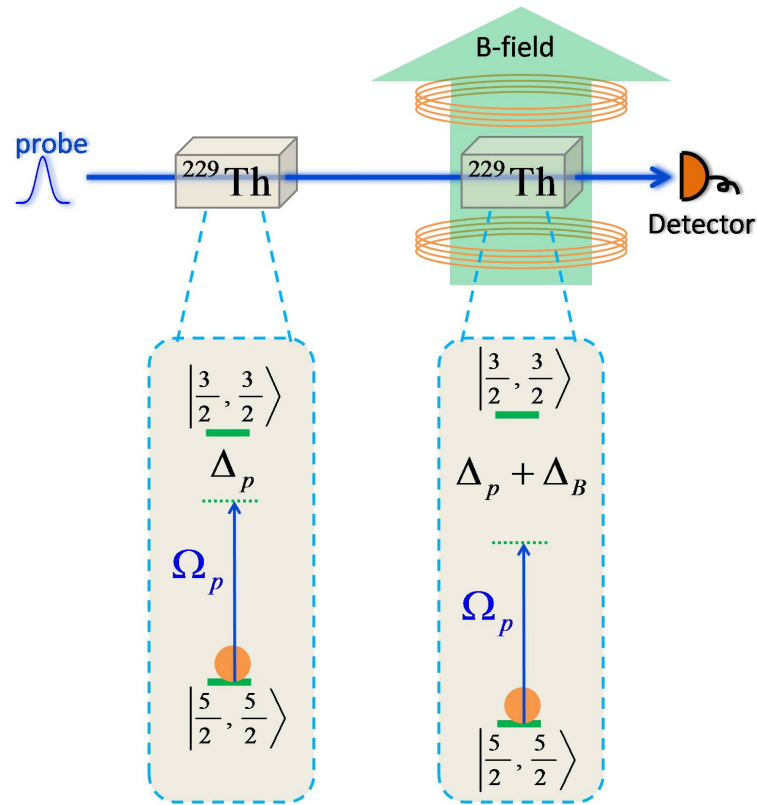 B-field
probe
²²⁹Th
²²⁹Th
Detector
|3/2, 3/2⟩
Δₚ
Ωₚ
|5/2, 5/2⟩
|3/2, 3/2⟩
Δₚ + Δ_B
Ωₚ
|5/2, 5/2⟩